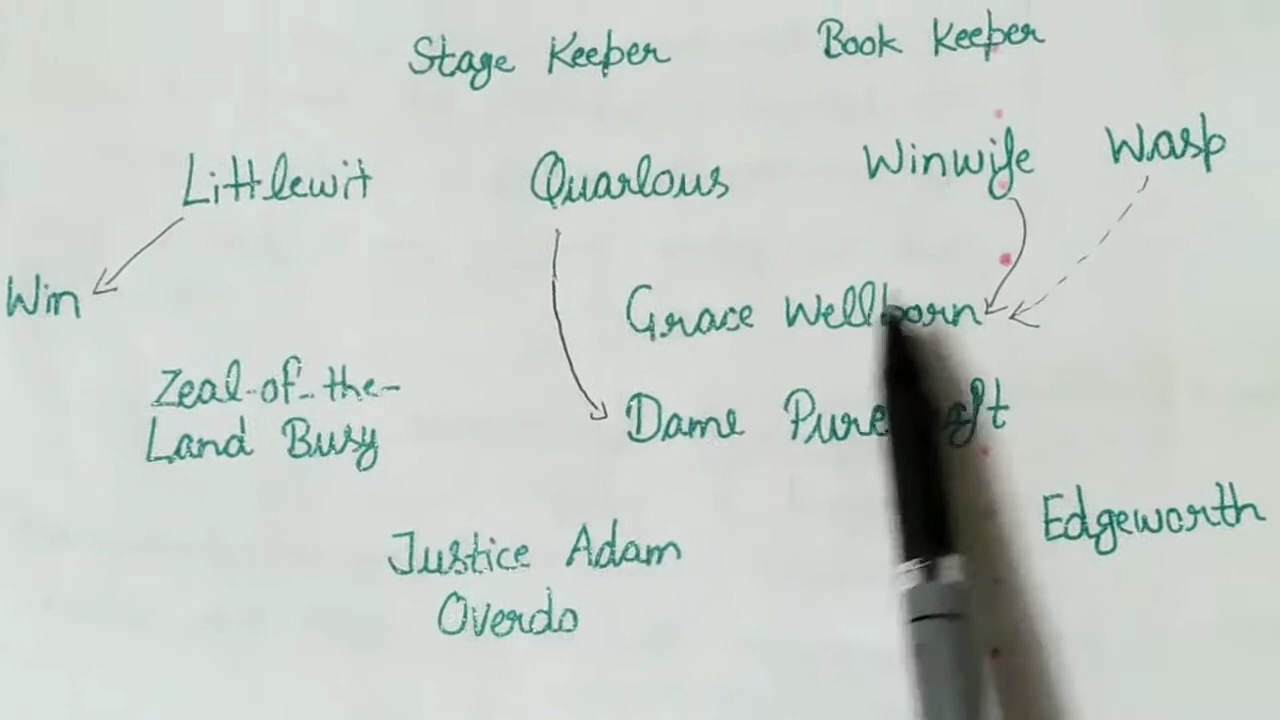 Stage Keeper
Book Keeper
Littlewit
Quarlous
Winwife
Wasp
Win
Grace Wellborn
Zeal-of-the-
Land Busy
Dame
Edgeworth
Justice Adam
Overdo